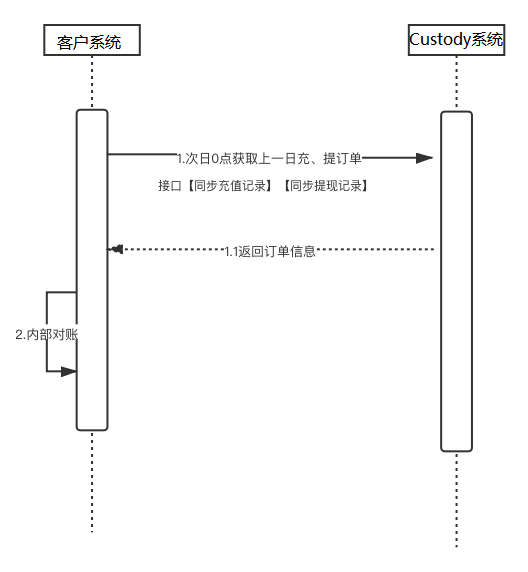 客户系统
Custody系统
1.次日0点获取上一日充、提订单
接口【同步充值记录】【同步提现记录】
1.1返回订单信息
2.内部对账